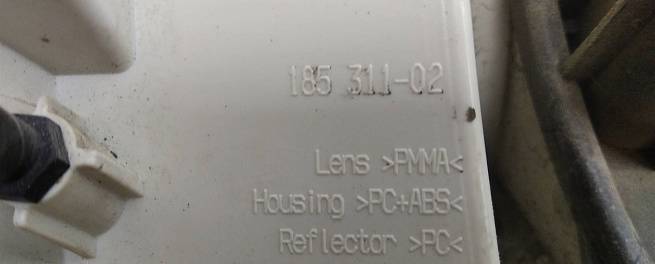 185 311-02
Lens >PMMA<
Housing >PC+ABS<
Reflector >PC<